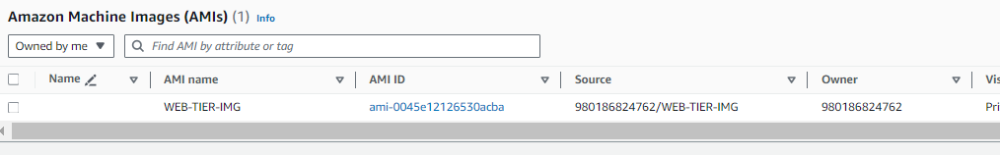 Amazon Machine Images (AMIs) (1) Info
Owned by me Find AMI by attribute or tag
Name AMI name AMI ID Source Owner Vis
WEB-TIER-IMG ami-0045e12126530acba 980186824762/WEB-TIER-IMG 980186824762 Pri